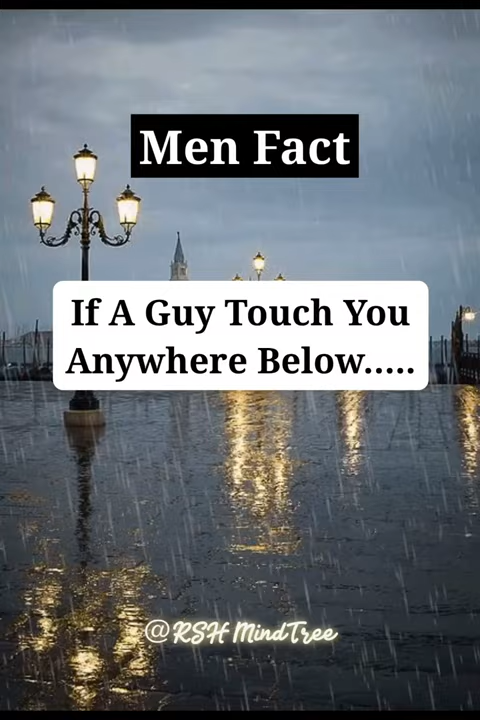 Men Fact
If A Guy Touch You
Anywhere Below.....
@RSH MindTree